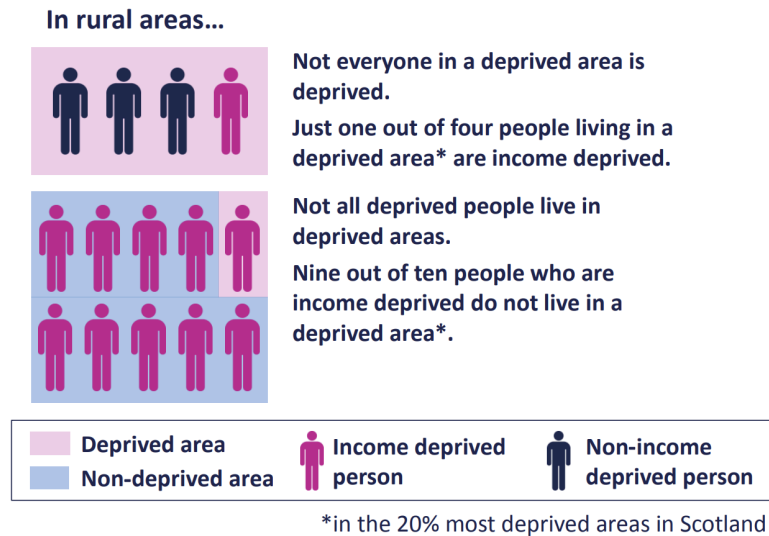 In rural areas...
Not everyone in a deprived area is
deprived.
Just one out of four people living in a
deprived area* are income deprived.
Not all deprived people live in
deprived areas.
Nine out of ten people who are
income deprived do not live in a
deprived area*.
Deprived area
Non-deprived area
Income deprived
person
Non-income
deprived person
*in the 20% most deprived areas in Scotland